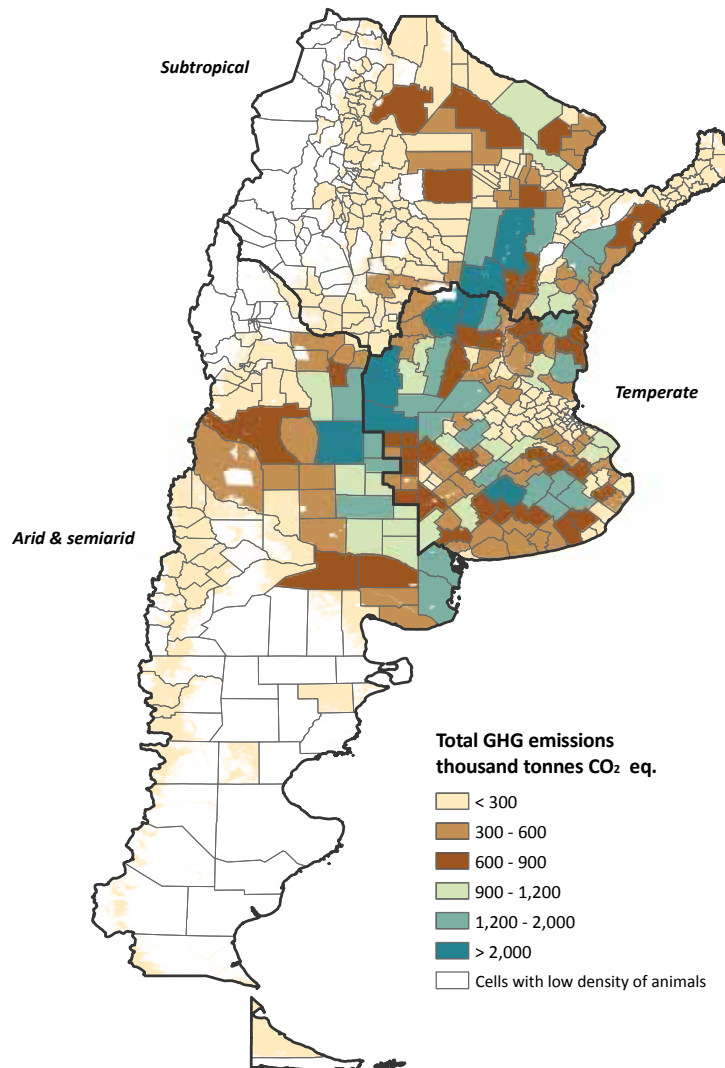 Subtropical
Temperate
Arid & semiarid
Total GHG emissions
thousand tonnes CO₂ eq.
< 300
300 - 600
600 - 900
900 - 1,200
1,200 - 2,000
> 2,000
Cells with low density of animals